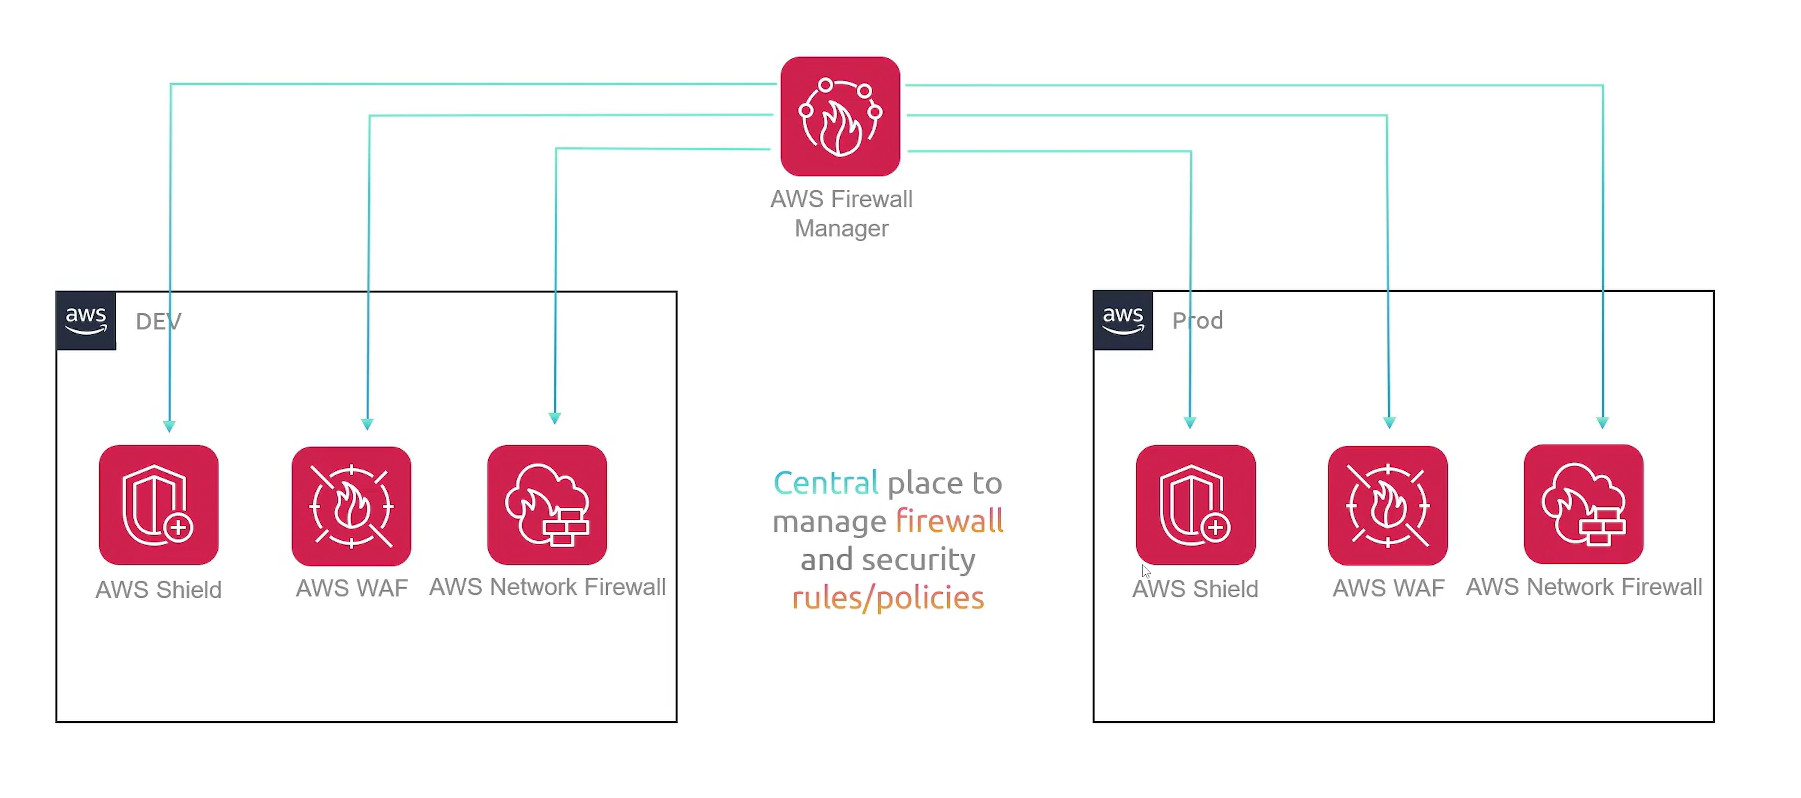 AWS Firewall
Manager
aws
DEV
aws
Prod
AWS Shield
AWS WAF
AWS Network Firewall
Central place to
manage firewall
and security
rules/policies
AWS Shield
AWS WAF
AWS Network Firewall